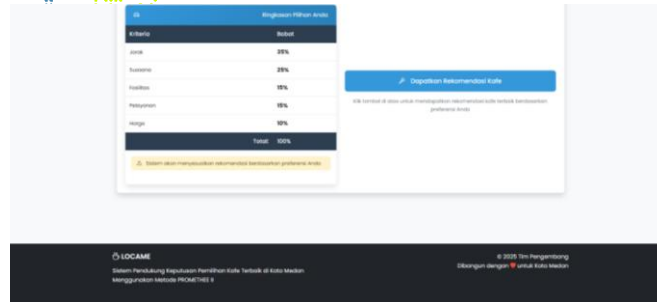 Ringkasan Pilihan Anda
Kriteria Bobot
Jarak 35%
Suasana 25%
Fasilitas 15%
Pelayanan 15%
Harga 10%
Total: 100%
Sistem akan menyesuaikan rekomendasi berdasarkan preferensi Anda
Dapatkan Rekomendasi Kafe
Klik tombol di atas untuk mendapatkan rekomendasi kafe terbaik berdasarkan
preferensi Anda
LOCAME
Sistem Pendukung Keputusan Pemilihan Kafe Terbaik di Kota Medan
Menggunakan Metode PROMETHEE II
© 2025 Tim Pengembang
Dibangun dengan ❤ untuk Kota Medan